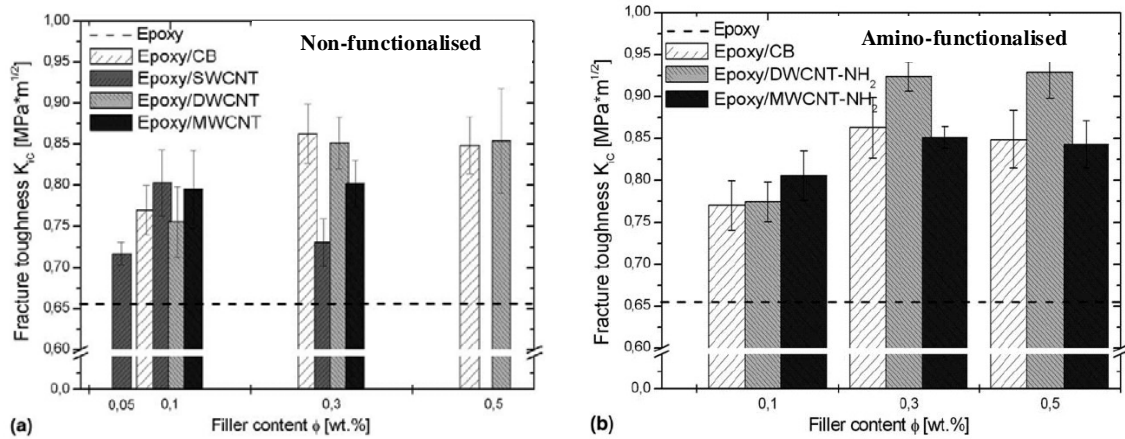 1,00
0,95
0,90
0,85
0,80
0,75
0,70
0,65
0,60
0,0
Fracture toughness K_IC [MPa*m^1/2]
Non-functionalised
Epoxy
Epoxy/CB
Epoxy/SWCNT
Epoxy/DWCNT
Epoxy/MWCNT
0,05
0,1
0,3
0,5
(a)
Filler content ϕ [wt.%]
1,00
0,95
0,90
0,85
0,80
0,75
0,70
0,65
0,60
0,0
Fracture toughness K_IC [MPa*m^1/2]
Amino-functionalised
Epoxy
Epoxy/CB
Epoxy/DWCNT-NH2
Epoxy/MWCNT-NH2
0,1
0,3
0,5
(b)
Filler content ϕ [wt.%]